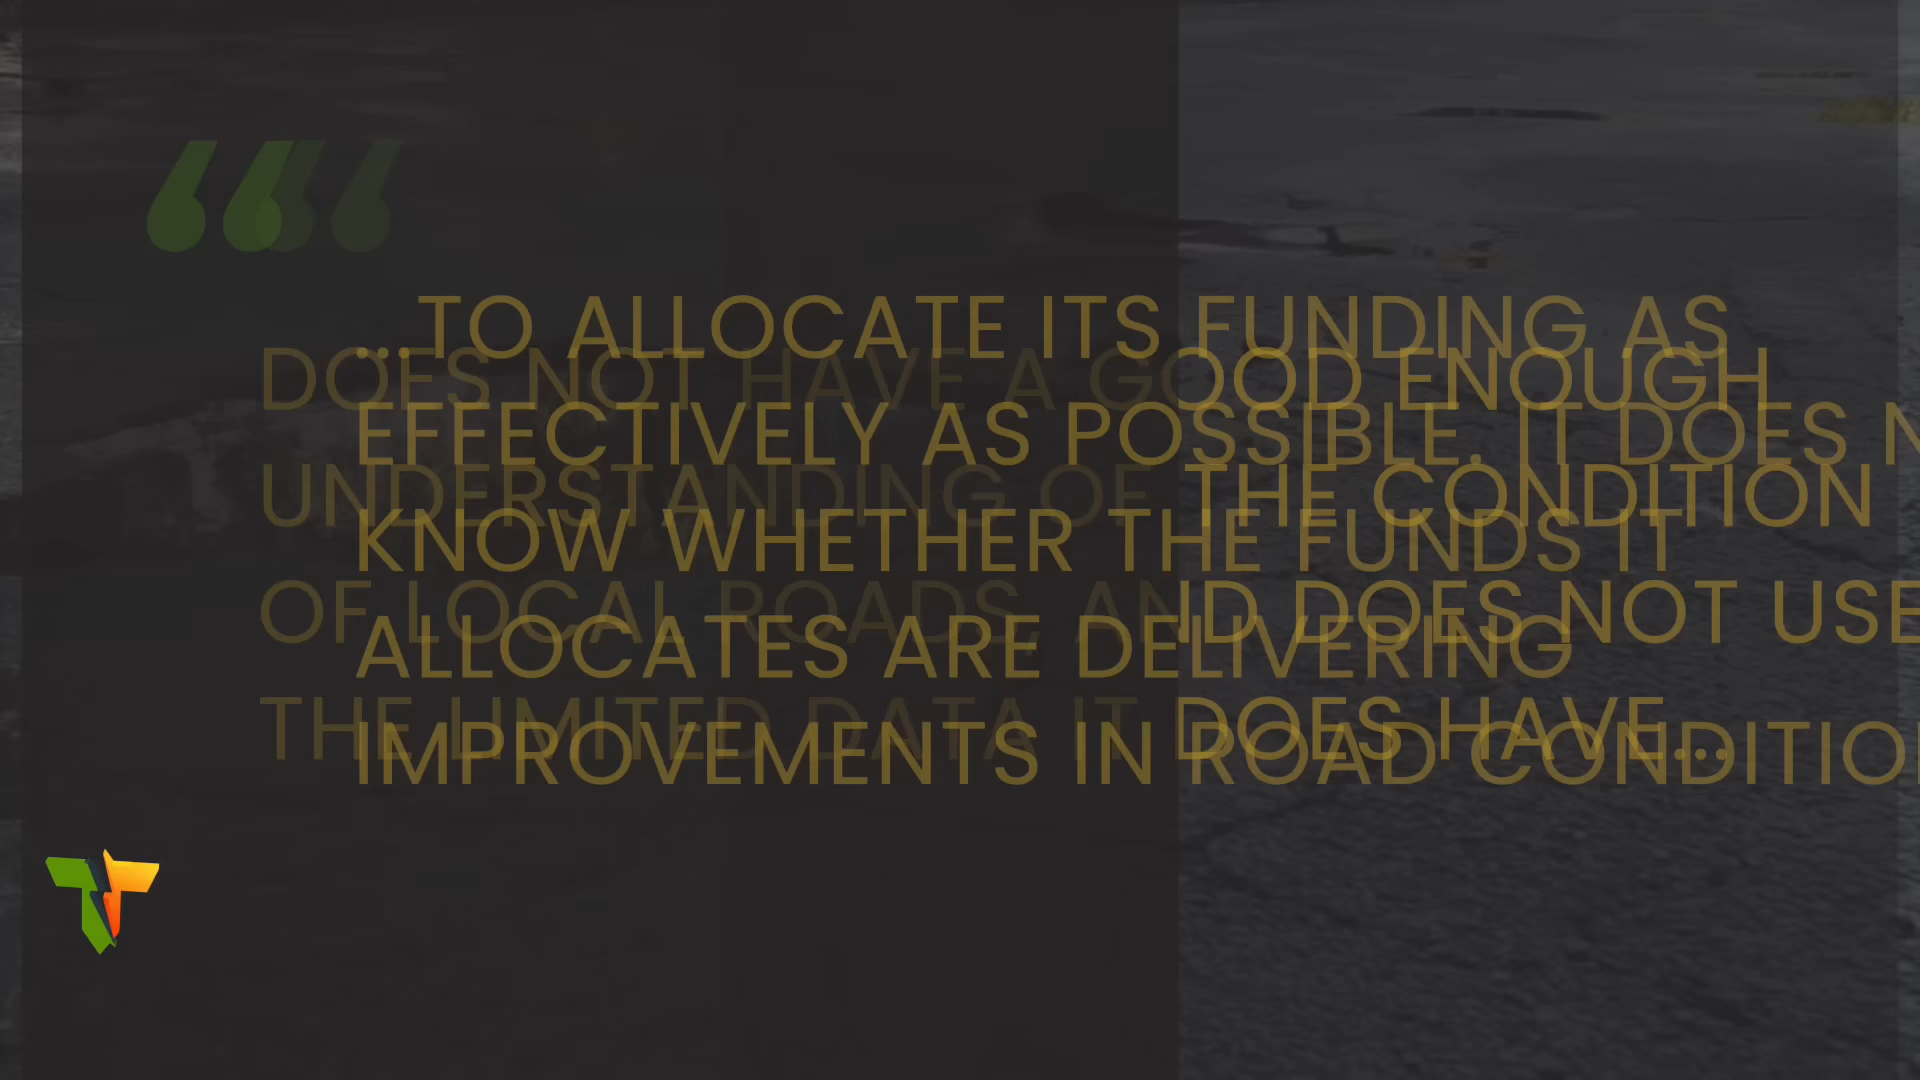 “
“
DOES NOT HAVE A GOOD ENOUGH
UNDERSTANDING OF THE CONDITION
OF LOCAL ROADS, AND DOES NOT USE
THE LIMITED DATA IT DOES HAVE...
...TO ALLOCATE ITS FUNDING AS
EFFECTIVELY AS POSSIBLE. IT DOES N
KNOW WHETHER THE FUNDS IT
ALLOCATES ARE DELIVERING
IMPROVEMENTS IN ROAD CONDITION